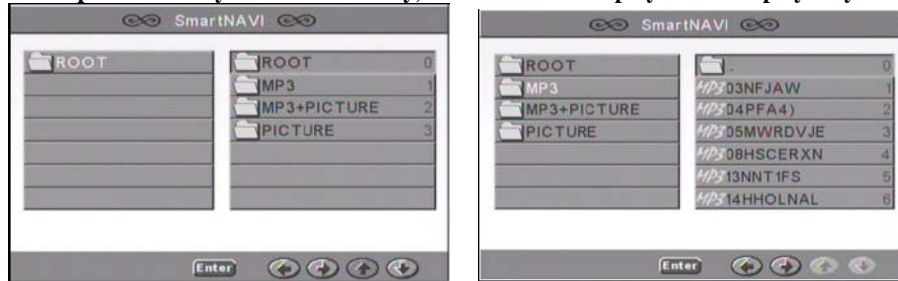 SmartNAVI
ROOT
ROOT 0
MP3 1
MP3+PICTURE 2
PICTURE 3
Enter
SmartNAVI
ROOT
MP3
MP3+PICTURE
PICTURE
. 0
MP3 03NFJAW 1
MP3 04PFA4) 2
MP3 05MWRDVJE 3
MP3 08HSCERXN 4
MP3 13NNT1FS 5
MP3 14HHOLNAL 6
Enter